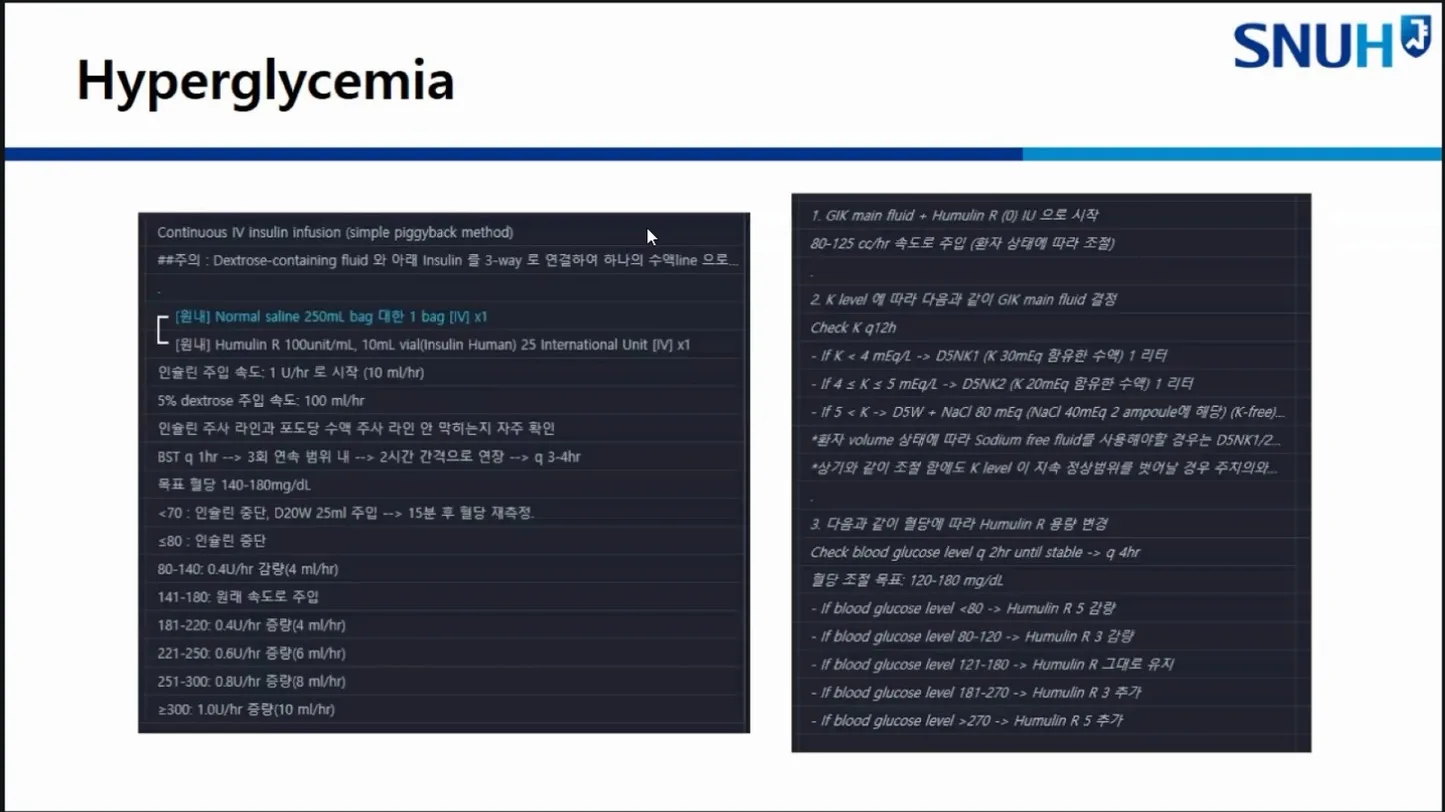 SNUH
Hyperglycemia
Continuous IV insulin infusion (simple piggyback method)
##주의 : Dextrose-containing fluid 와 아래 Insulin 를 3-way 로 연결하여 하나의 수액line 으로...
.
[원내] Normal saline 250mL bag 대한 1 bag [IV] x1
[원내] Humulin R 100unit/mL, 10mL vial(Insulin Human) 25 International Unit [IV] x1
인슐린 주입 속도: 1 U/hr 로 시작 (10 ml/hr)
5% dextrose 주입 속도: 100 ml/hr
인슐린 주사 라인과 포도당 수액 주사 라인 안 막히는지 자주 확인
BST q 1hr --> 3회 연속 범위 내 --> 2시간 간격으로 연장 --> q 3-4hr
목표 혈당 140-180mg/dL
<70 : 인슐린 중단, D20W 25ml 주입 --> 15분 후 혈당 재측정.
≤80 : 인슐린 중단
80-140: 0.4U/hr 감량(4 ml/hr)
141-180: 원래 속도로 주입
181-220: 0.4U/hr 증량(4 ml/hr)
221-250: 0.6U/hr 증량(6 ml/hr)
251-300: 0.8U/hr 증량(8 ml/hr)
≥300: 1.0U/hr 증량(10 ml/hr)
1. GIK main fluid + Humulin R (0) IU 으로 시작
80-125 cc/hr 속도로 주입 (환자 상태에 따라 조절)
.
2. K level 에 따라 다음과 같이 GIK main fluid 결정
Check K q12h
- If K < 4 mEq/L -> D5NK1 (K 30mEq 함유한 수액) 1 리터
- If 4 ≤ K ≤ 5 mEq/L -> D5NK2 (K 20mEq 함유한 수액) 1 리터
- If 5 < K -> D5W + NaCl 80 mEq (NaCl 40mEq 2 ampoule에 해당) (K-free)...
*환자 volume 상태에 따라 Sodium free fluid를 사용해야할 경우는 D5NK1/2...
*상기와 같이 조절 함에도 K level 이 지속 정상범위를 벗어날 경우 주치의와...
.
3. 다음과 같이 혈당에 따라 Humulin R 용량 변경
Check blood glucose level q 2hr until stable -> q 4hr
혈당 조절 목표: 120-180 mg/dL
- If blood glucose level <80 -> Humulin R 5 감량
- If blood glucose level 80-120 -> Humulin R 3 감량
- If blood glucose level 121-180 -> Humulin R 그대로 유지
- If blood glucose level 181-270 -> Humulin R 3 추가
- If blood glucose level >270 -> Humulin R 5 추가